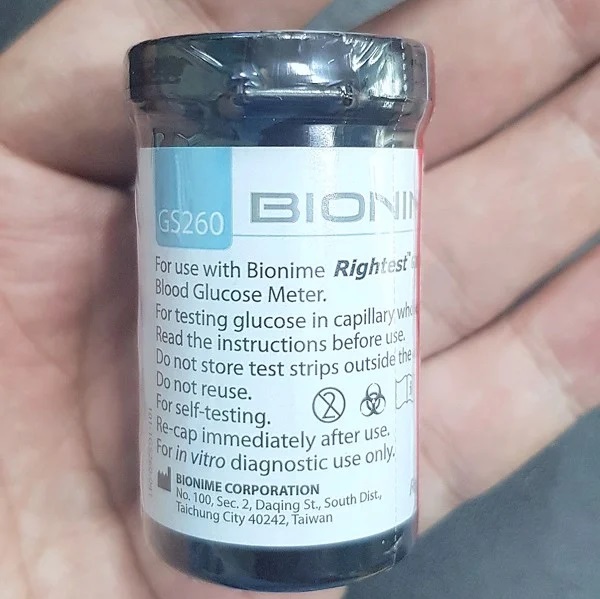 GS260 BIONIM
For use with Bionime Rightest™
Blood Glucose Meter.
For testing glucose in capillary who
Read the instructions before use.
Do not store test strips outside the
Do not reuse.
For self-testing.
Re-cap immediately after use.
For in vitro diagnostic use only.
BIONIME CORPORATION
No. 100, Sec. 2, Daqing St., South Dist.,
Taichung City 40242, Taiwan